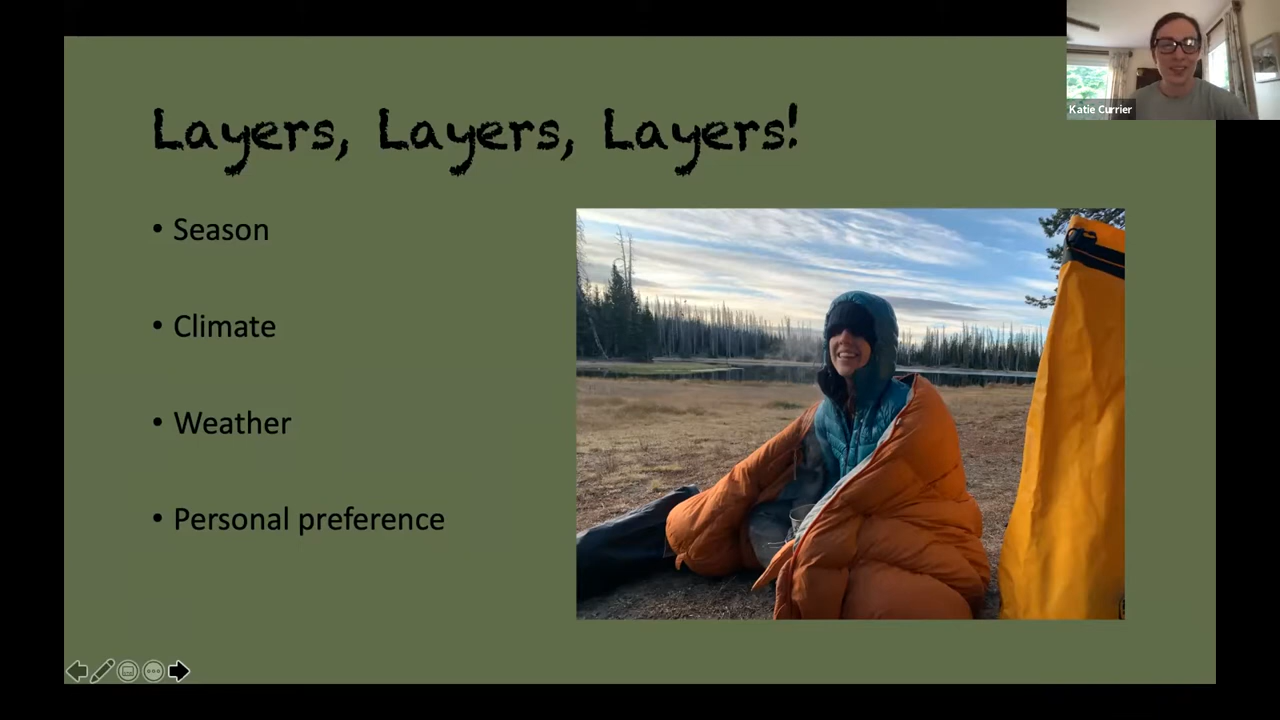 Katie Currier
Layers, Layers, Layers!
• Season
• Climate
• Weather
• Personal preference